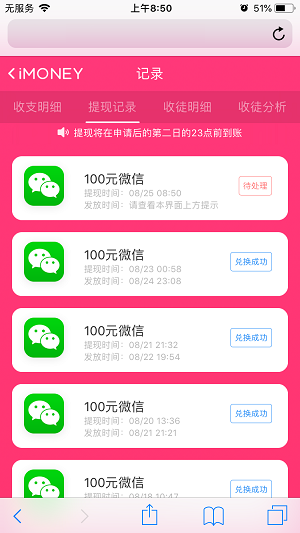 无服务 上午8:50 51%
iMONEY 记录
收支明细 提现记录 收徒明细 收徒分析
提现将在申请后的第二日的23点前到账
100元微信
提现时间：08/25 08:50
发放时间：请查看本界面上方提示
待处理
100元微信
提现时间：08/23 00:58
发放时间：08/24 23:08
兑换成功
100元微信
提现时间：08/21 21:32
发放时间：08/22 19:54
兑换成功
100元微信
提现时间：08/20 13:36
发放时间：08/21 21:21
兑换成功
100元微信
提现时间：08/18 10:47
兑换成功